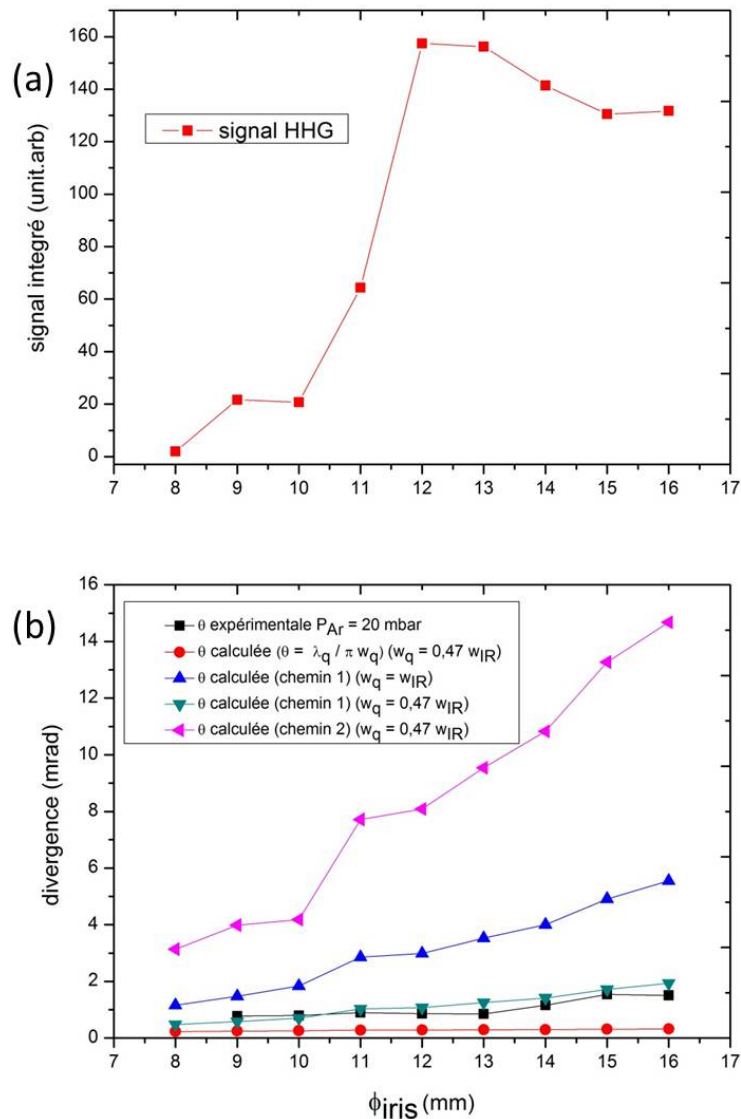 (a)
160
140
120
100
80
60
40
20
0
signal integré (unit.arb)
signal HHG
7 8 9 10 11 12 13 14 15 16 17
(b)
16
14
12
10
8
6
4
2
0
divergence (mrad)
θ expérimentale P_Ar = 20 mbar
θ calculée (θ = λ_q / π w_q) (w_q = 0,47 w_IR)
θ calculée (chemin 1) (w_q = w_IR)
θ calculée (chemin 1) (w_q = 0,47 w_IR)
θ calculée (chemin 2) (w_q = 0,47 w_IR)
7 8 9 10 11 12 13 14 15 16 17
ϕ_iris (mm)